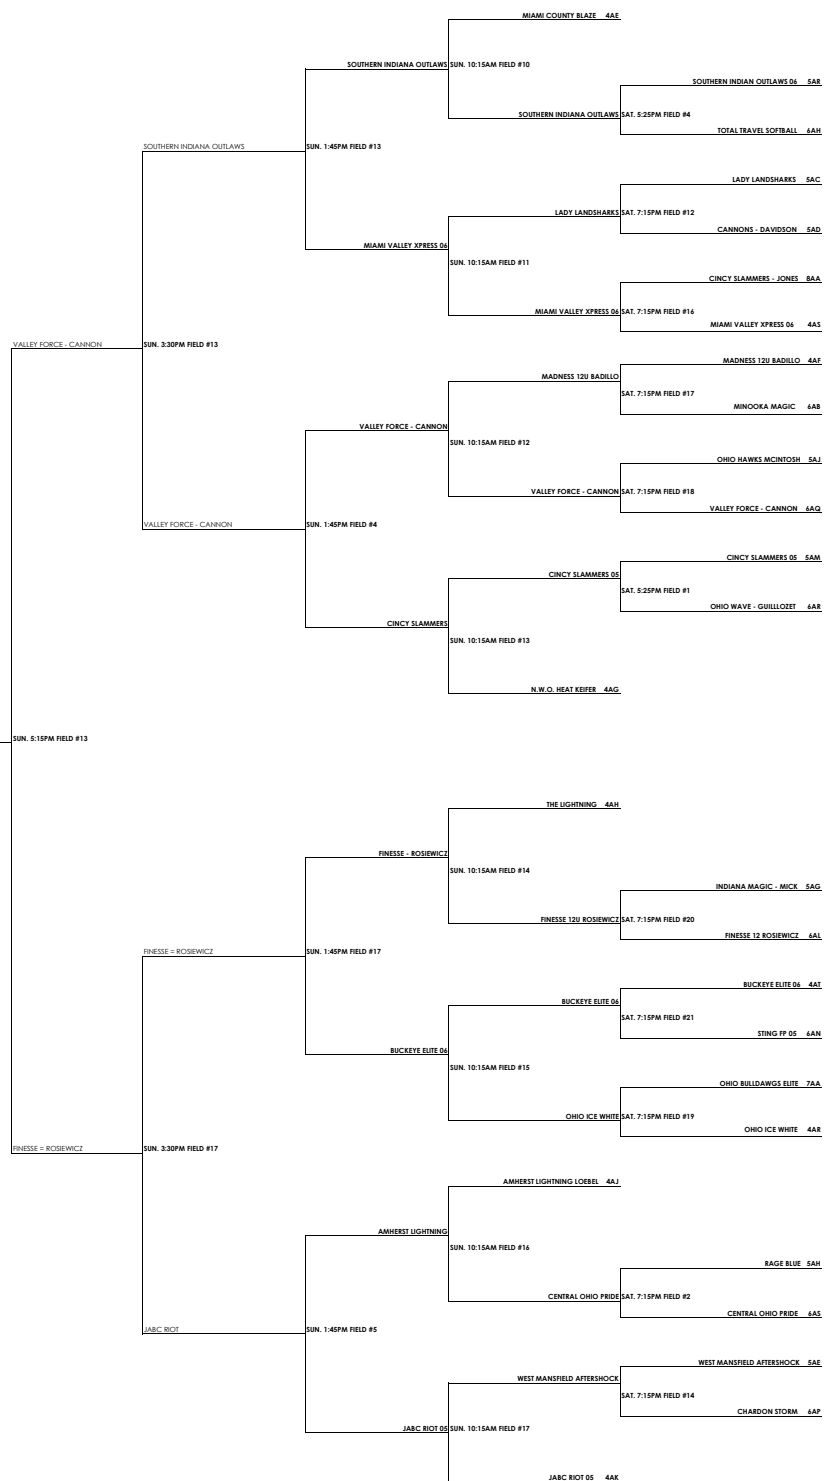 MIAMI COUNTY BLAZE 4AE
SOUTHERN INDIANA OUTLAWS SUN. 10:15AM FIELD #10
SOUTHERN INDIAN OUTLAWS 06 5AR
SOUTHERN INDIANA OUTLAWS SAT. 5:25PM FIELD #4
TOTAL TRAVEL SOFTBALL 6AH
SOUTHERN INDIANA OUTLAWS SUN. 1:45PM FIELD #13
LADY LANDSHARKS 5AC
LADY LANDSHARKS SAT. 7:15PM FIELD #12
CANNONS - DAVIDSON 5AD
MIAMI VALLEY XPRESS 06
SUN. 10:15AM FIELD #11
CINCY SLAMMERS - JONES 8AA
MIAMI VALLEY XPRESS 06 SAT. 7:15PM FIELD #16
MIAMI VALLEY XPRESS 06 4AS
VALLEY FORCE - CANNON SUN. 3:30PM FIELD #13
MADNESS 12U BADILLO 4AF
MADNESS 12U BADILLO
SAT. 7:15PM FIELD #17
MINOOKA MAGIC 6AB
VALLEY FORCE - CANNON
SUN. 10:15AM FIELD #12
OHIO HAWKS MCINTOSH 5AJ
VALLEY FORCE - CANNON SAT. 7:15PM FIELD #18
VALLEY FORCE - CANNON 6AQ
VALLEY FORCE - CANNON SUN. 1:45PM FIELD #4
CINCY SLAMMERS 05 5AM
CINCY SLAMMERS 05
SAT. 5:25PM FIELD #1
OHIO WAVE - GUILLLOZET 6AR
CINCY SLAMMERS
SUN. 10:15AM FIELD #13
N.W.O. HEAT KEIFER 4AG
SUN. 5:15PM FIELD #13
THE LIGHTNING 4AH
FINESSE - ROSIEWICZ
SUN. 10:15AM FIELD #14
INDIANA MAGIC - MICK 5AG
FINESSE 12U ROSIEWICZ SAT. 7:15PM FIELD #20
FINESSE 12 ROSIEWICZ 6AL
FINESSE = ROSIEWICZ SUN. 1:45PM FIELD #17
BUCKEYE ELITE 06 4AT
BUCKEYE ELITE 06
SAT. 7:15PM FIELD #21
STING FP 05 6AN
BUCKEYE ELITE 06
SUN. 10:15AM FIELD #15
OHIO BULLDAWGS ELITE 7AA
OHIO ICE WHITE SAT. 7:15PM FIELD #19
OHIO ICE WHITE 4AR
FINESSE = ROSIEWICZ SUN. 3:30PM FIELD #17
AMHERST LIGHTNING LOEBEL 4AJ
AMHERST LIGHTNING
SUN. 10:15AM FIELD #16
RAGE BLUE 5AH
CENTRAL OHIO PRIDE SAT. 7:15PM FIELD #2
CENTRAL OHIO PRIDE 6AS
JABC RIOT SUN. 1:45PM FIELD #5
WEST MANSFIELD AFTERSHOCK 5AE
WEST MANSFIELD AFTERSHOCK
SAT. 7:15PM FIELD #14
CHARDON STORM 6AP
JABC RIOT 05 SUN. 10:15AM FIELD #17
JABC RIOT 05 4AK